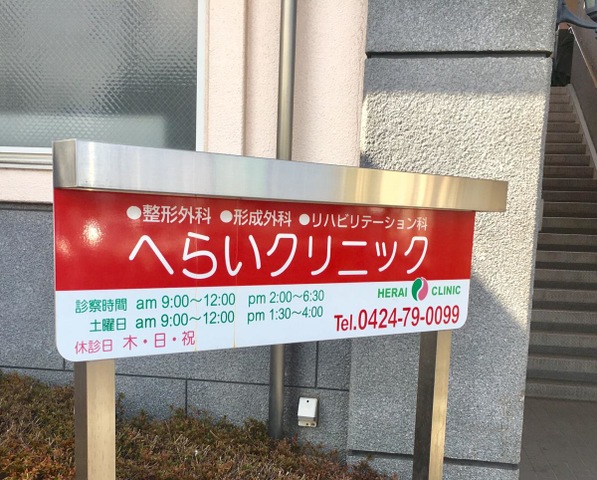 ●整形外科 ●形成外科 ●リハビリテーション科
へらいクリニック
診察時間 am 9:00～12:00 pm 2:00～6:30
土曜日 am 9:00～12:00 pm 1:30～4:00
休診日 木・日・祝
HERAI CLINIC
Tel.0424-79-0099